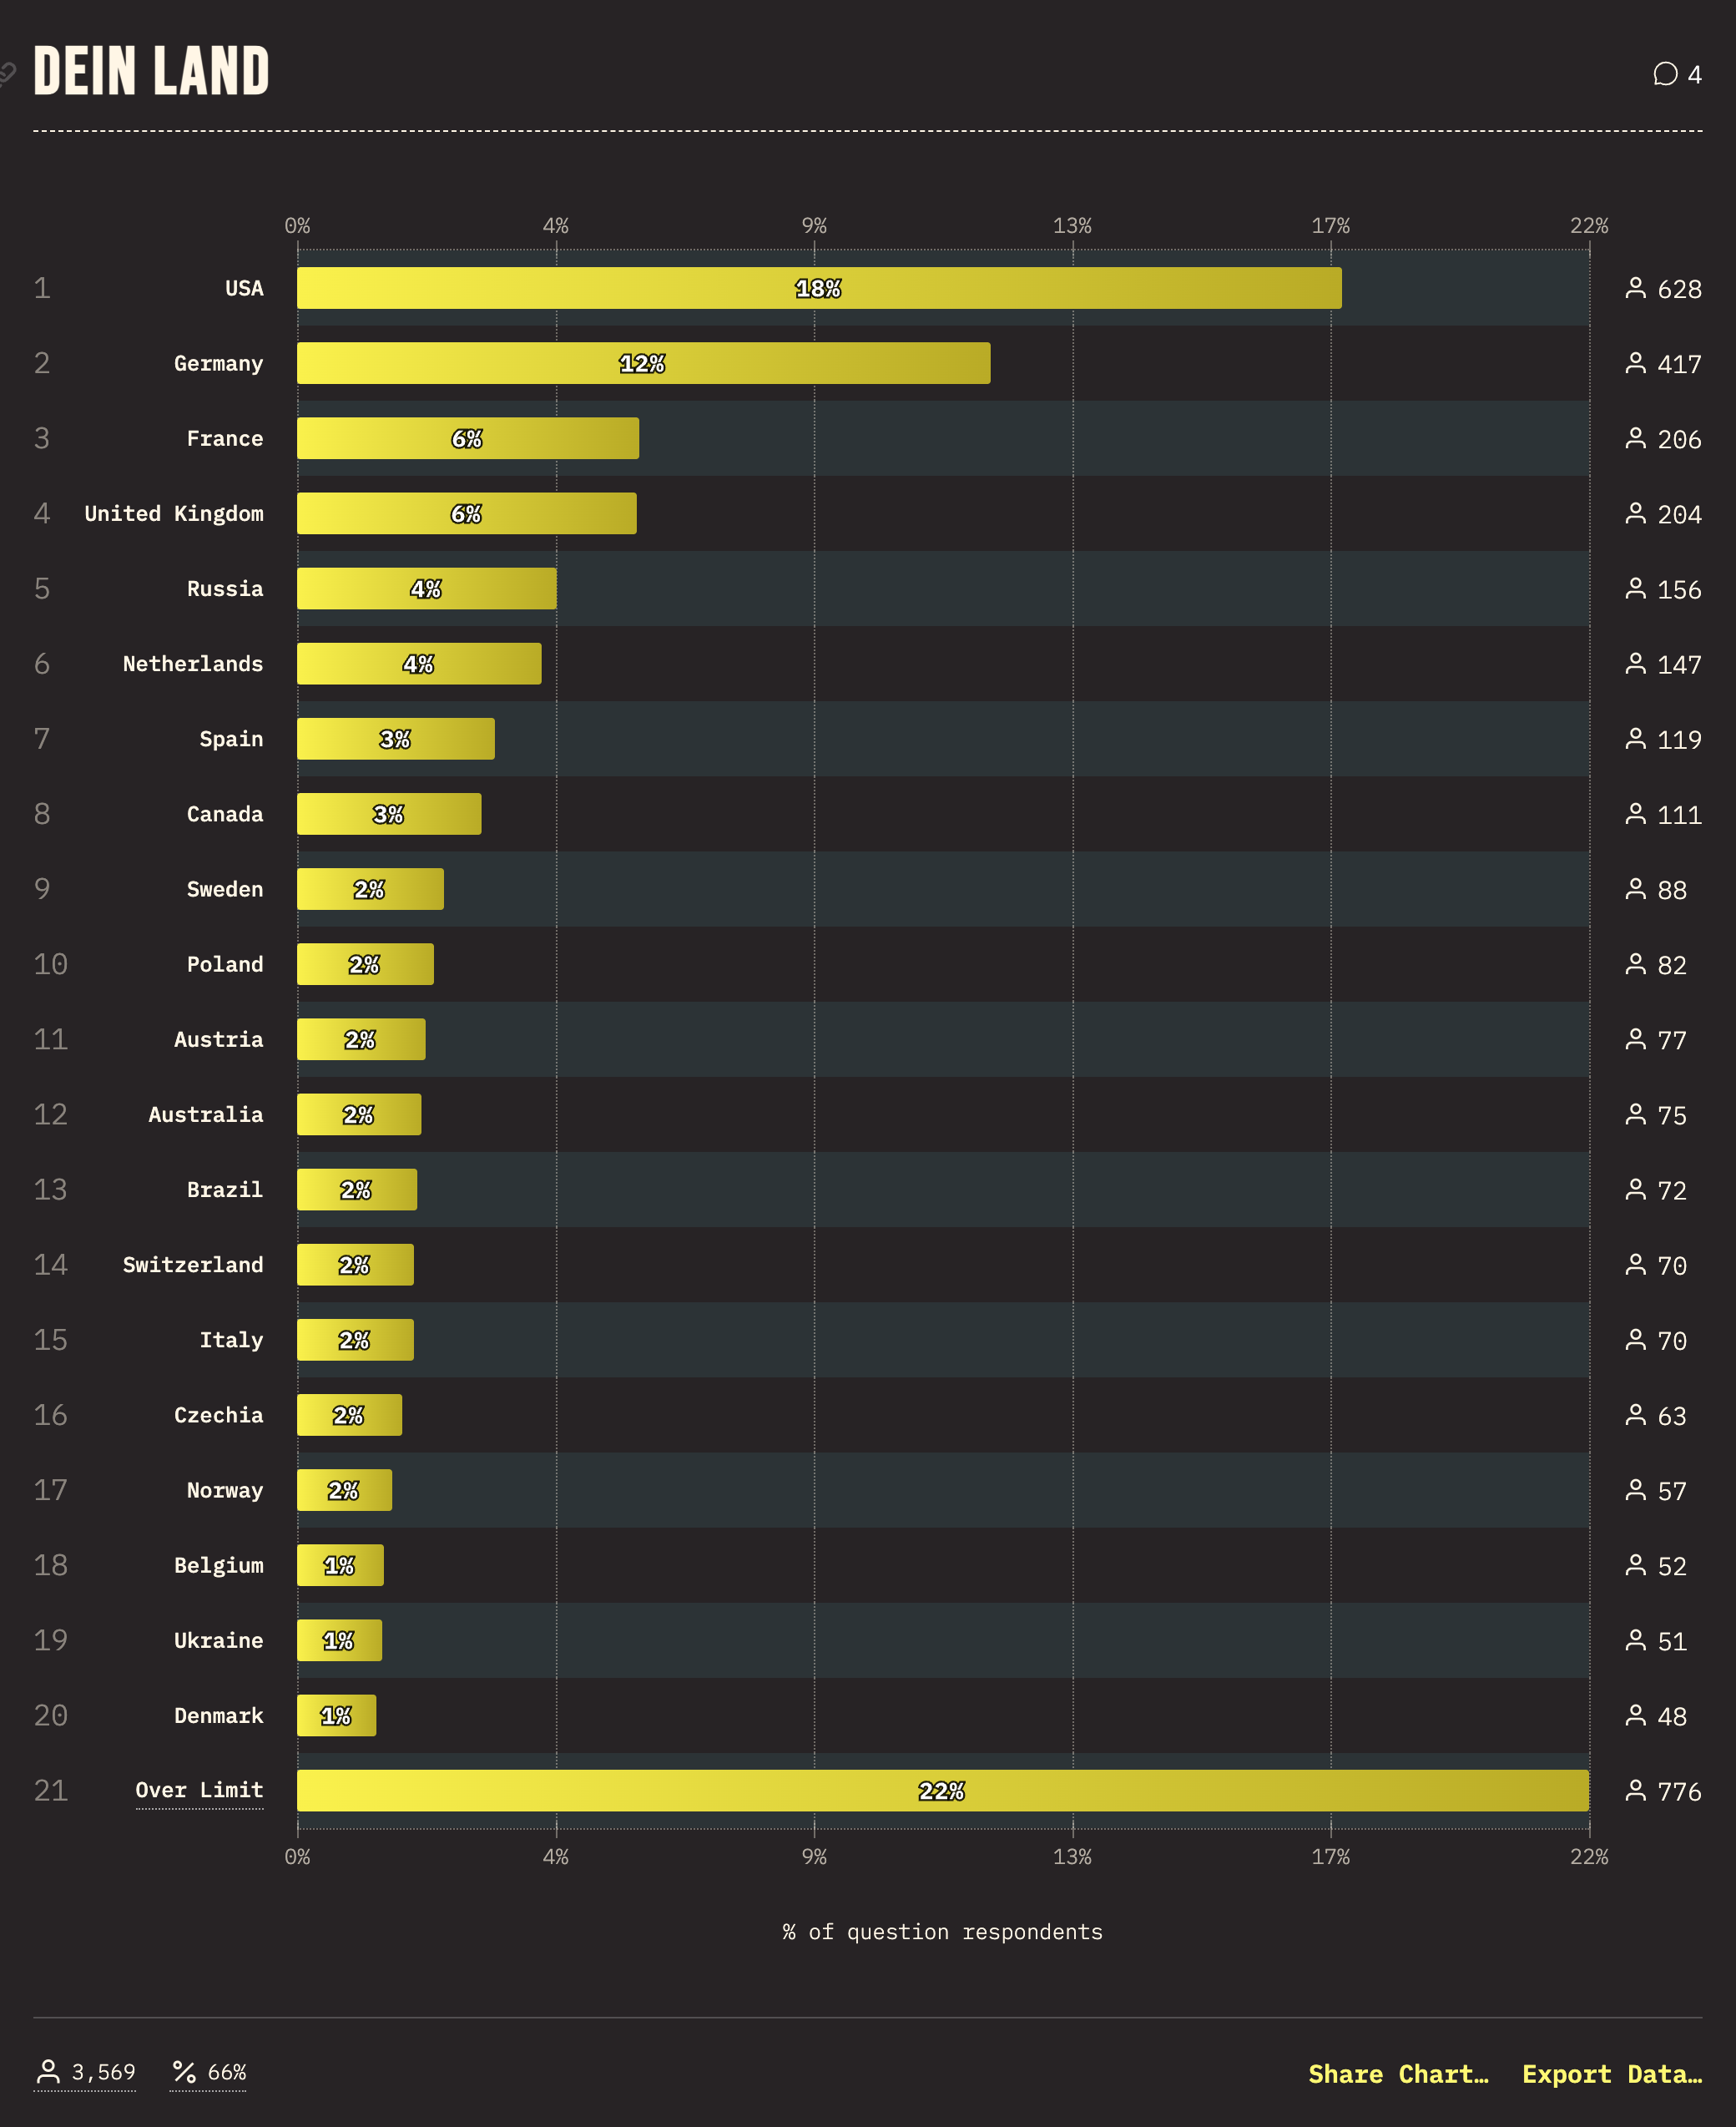 DEIN LAND
4
0% 4% 9% 13% 17% 22%
1 USA 18% 628
2 Germany 12% 417
3 France 6% 206
4 United Kingdom 6% 204
5 Russia 4% 156
6 Netherlands 4% 147
7 Spain 3% 119
8 Canada 3% 111
9 Sweden 2% 88
10 Poland 2% 82
11 Austria 2% 77
12 Australia 2% 75
13 Brazil 2% 72
14 Switzerland 2% 70
15 Italy 2% 70
16 Czechia 2% 63
17 Norway 2% 57
18 Belgium 1% 52
19 Ukraine 1% 51
20 Denmark 1% 48
21 Over Limit 22% 776
0% 4% 9% 13% 17% 22%
% of question respondents
3,569 % 66% Share Chart… Export Data…